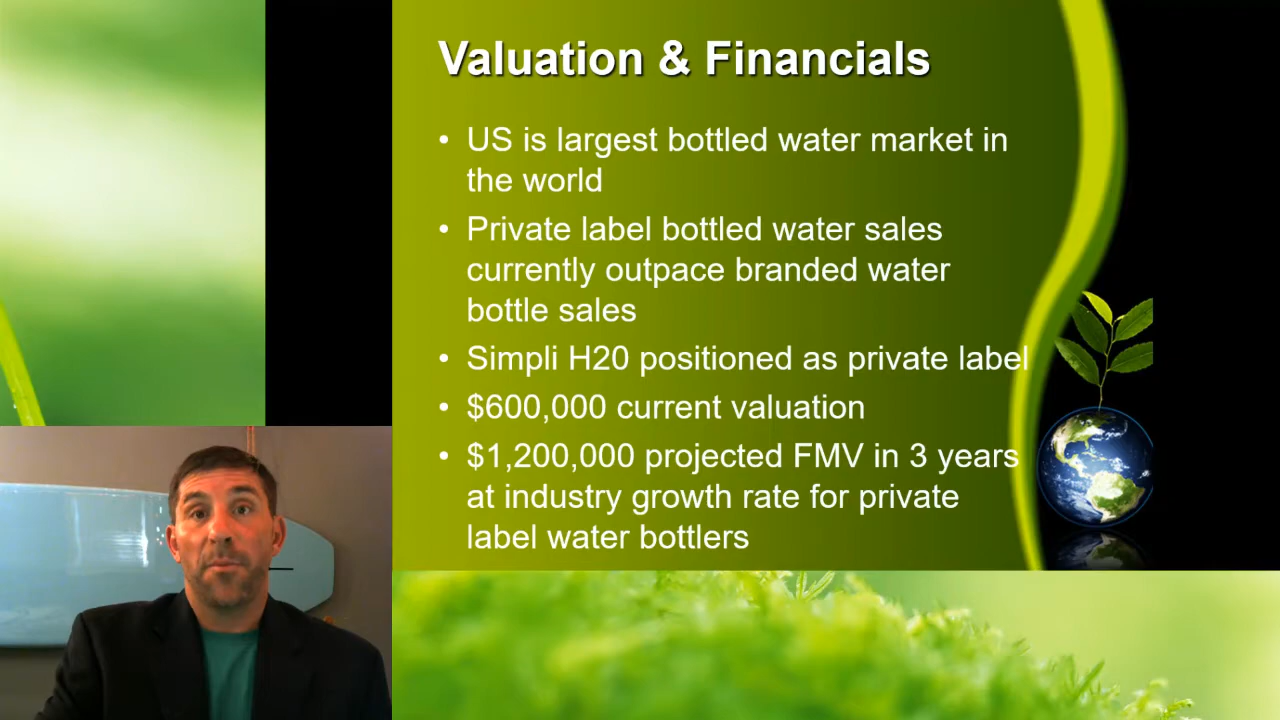 Valuation & Financials
• US is largest bottled water market in
the world
• Private label bottled water sales
currently outpace branded water
bottle sales
• Simpli H20 positioned as private label
• $600,000 current valuation
• $1,200,000 projected FMV in 3 years
at industry growth rate for private
label water bottlers